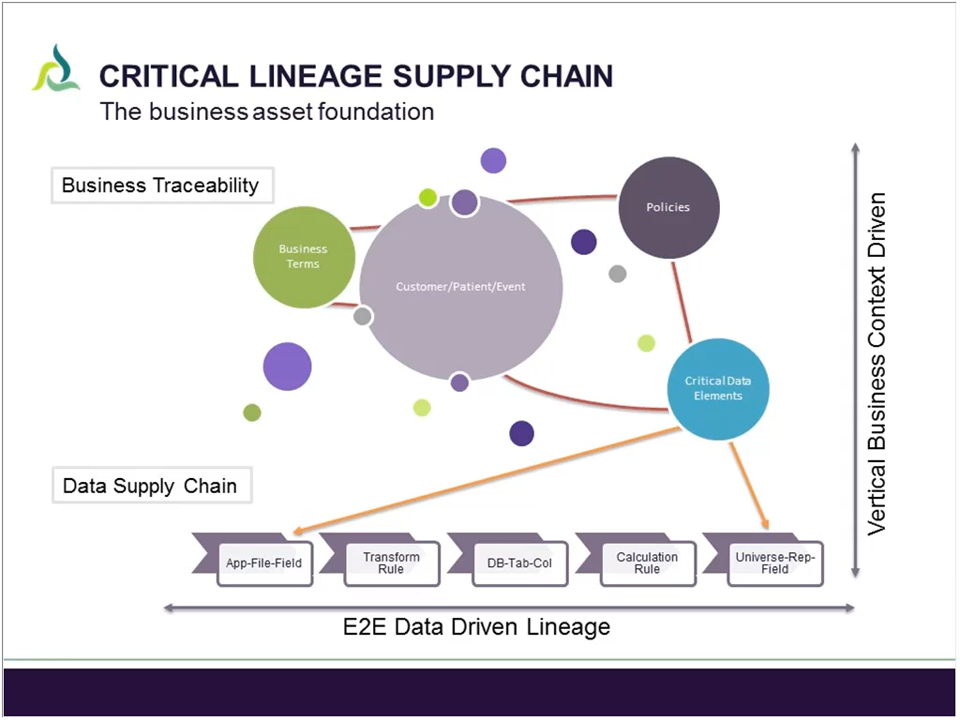 CRITICAL LINEAGE SUPPLY CHAIN
The business asset foundation
Business Traceability
Policies
Business
Terms
Customer/Patient/Event
Critical Data
Elements
Vertical Business Context Driven
Data Supply Chain
App-File-Field
Transform
Rule
DB-Tab-Col
Calculation
Rule
Universe-Rep-
Field
E2E Data Driven Lineage